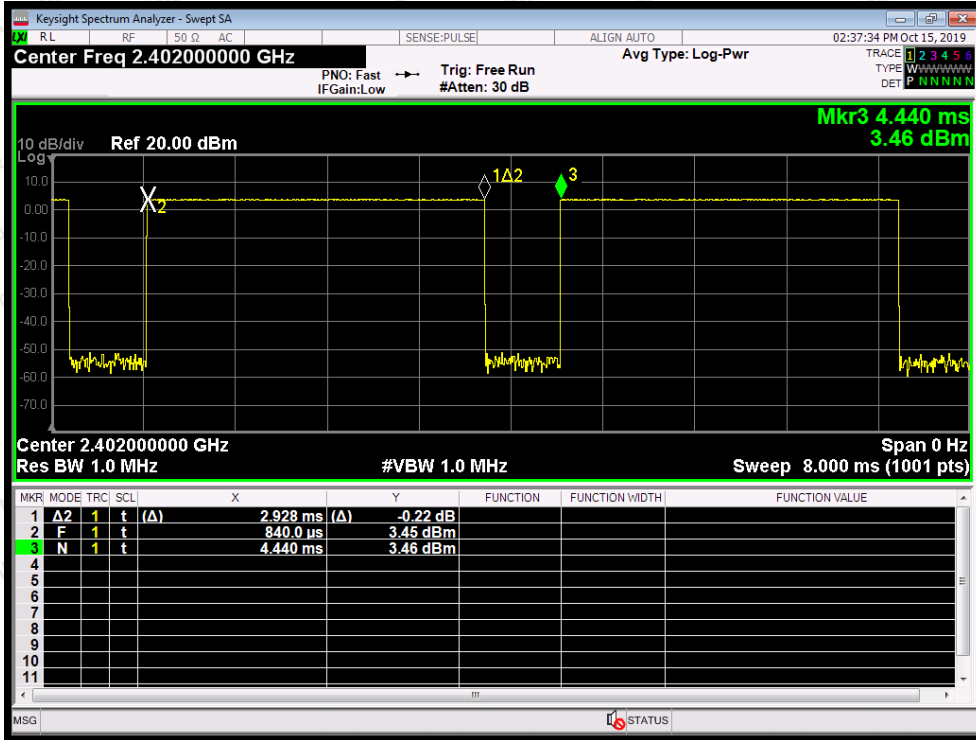 Keysight Spectrum Analyzer - Swept SA
LXI RL RF 50 Ω AC SENSE:PULSE ALIGN AUTO 02:37:34 PM Oct 15, 2019
Center Freq 2.402000000 GHz
PNO: Fast Trig: Free Run Avg Type: Log-Pwr TRACE 1 2 3 4 5 6
IFGain:Low #Atten: 30 dB TYPE WWWWWW
DET P N N N N N
Mkr3 4.440 ms
3.46 dBm
10 dB/div Ref 20.00 dBm
Log
1Δ2
3
10.0
X2
0.00
-10.0
-20.0
-30.0
-40.0
-50.0
-60.0
-70.0
Center 2.402000000 GHz Span 0 Hz
Res BW 1.0 MHz #VBW 1.0 MHz Sweep 8.000 ms (1001 pts)
MKR MODE TRC SCL X Y FUNCTION FUNCTION WIDTH FUNCTION VALUE
1 Δ2 1 t (Δ) 2.928 ms (Δ) -0.22 dB
2 F 1 t 840.0 µs 3.45 dBm
3 N 1 t 4.440 ms 3.46 dBm
4
5
6
7
8
9
10
11
MSG STATUS